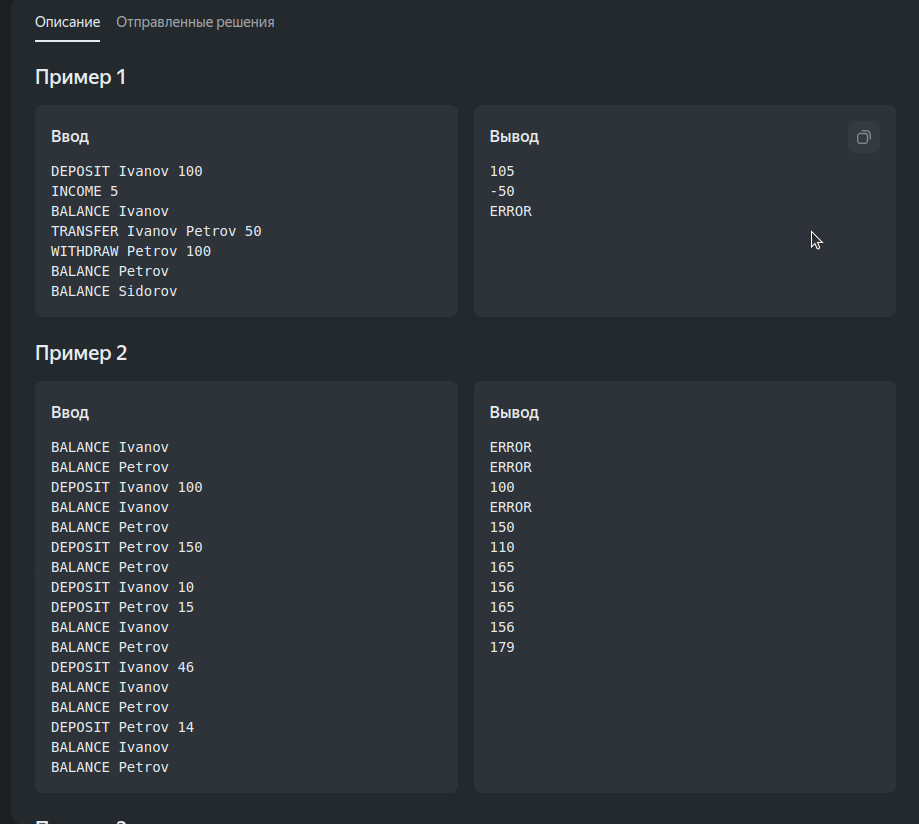 Описание Отправленные решения
Пример 1
Ввод
DEPOSIT Ivanov 100
INCOME 5
BALANCE Ivanov
TRANSFER Ivanov Petrov 50
WITHDRAW Petrov 100
BALANCE Petrov
BALANCE Sidorov
Вывод
105
-50
ERROR
Пример 2
Ввод
BALANCE Ivanov
BALANCE Petrov
DEPOSIT Ivanov 100
BALANCE Ivanov
BALANCE Petrov
DEPOSIT Petrov 150
BALANCE Petrov
DEPOSIT Ivanov 10
DEPOSIT Petrov 15
BALANCE Ivanov
BALANCE Petrov
DEPOSIT Ivanov 46
BALANCE Ivanov
BALANCE Petrov
DEPOSIT Petrov 14
BALANCE Ivanov
BALANCE Petrov
Вывод
ERROR
ERROR
100
ERROR
150
110
165
156
165
156
179